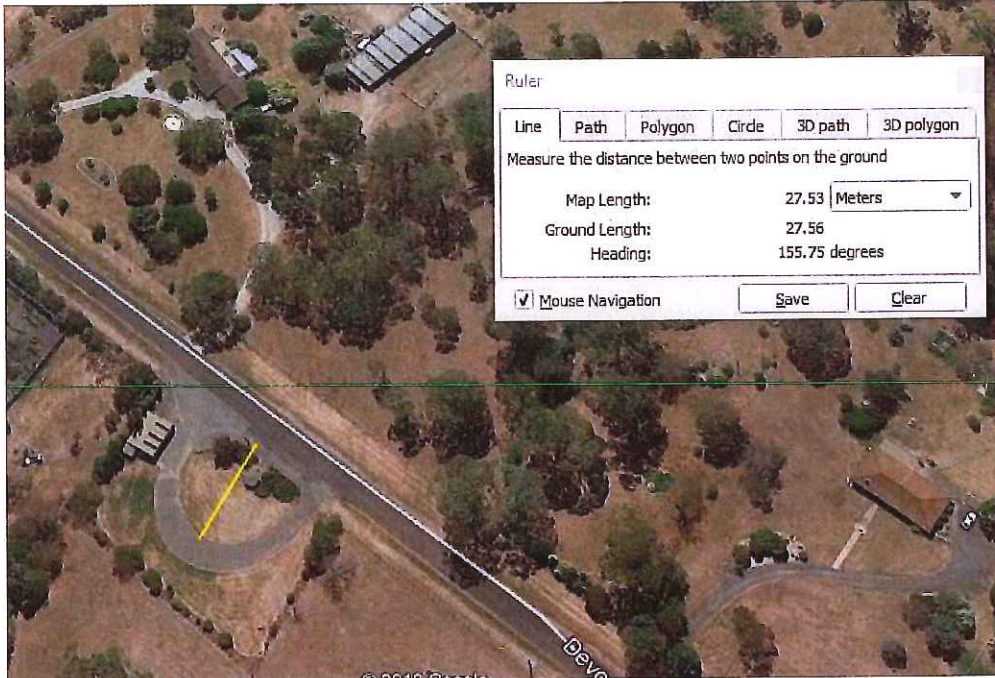 Ruler
Line Path Polygon Circle 3D path 3D polygon
Measure the distance between two points on the ground
Map Length: 27.53 Meters
Ground Length: 27.56
Heading: 155.75 degrees
Mouse Navigation Save Clear
Devo